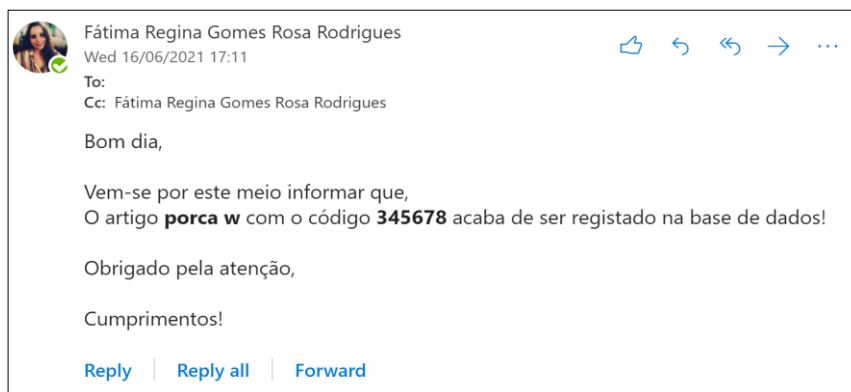 Fátima Regina Gomes Rosa Rodrigues
Wed 16/06/2021 17:11
To:
Cc: Fátima Regina Gomes Rosa Rodrigues
Bom dia,
Vem-se por este meio informar que,
O artigo porca w com o código 345678 acaba de ser registado na base de dados!
Obrigado pela atenção,
Cumprimentos!
Reply Reply all Forward